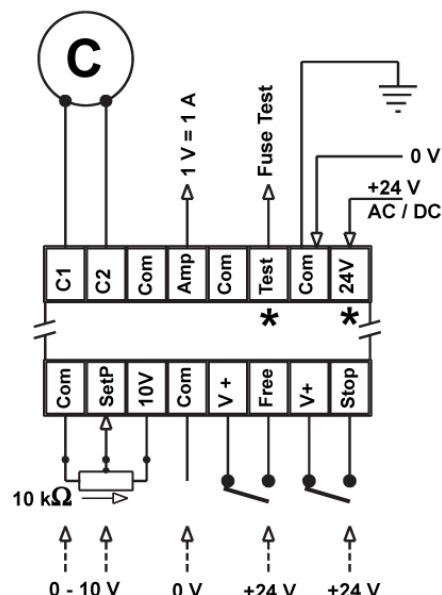 C
1 V = 1 A
Fuse Test
0 V
+24 V
AC / DC
C1 C2 Com Amp Com Test Com 24V
* *
Com SetP 10V Com V+ Free V+ Stop
10 kΩ
0 - 10 V 0 V +24 V +24 V